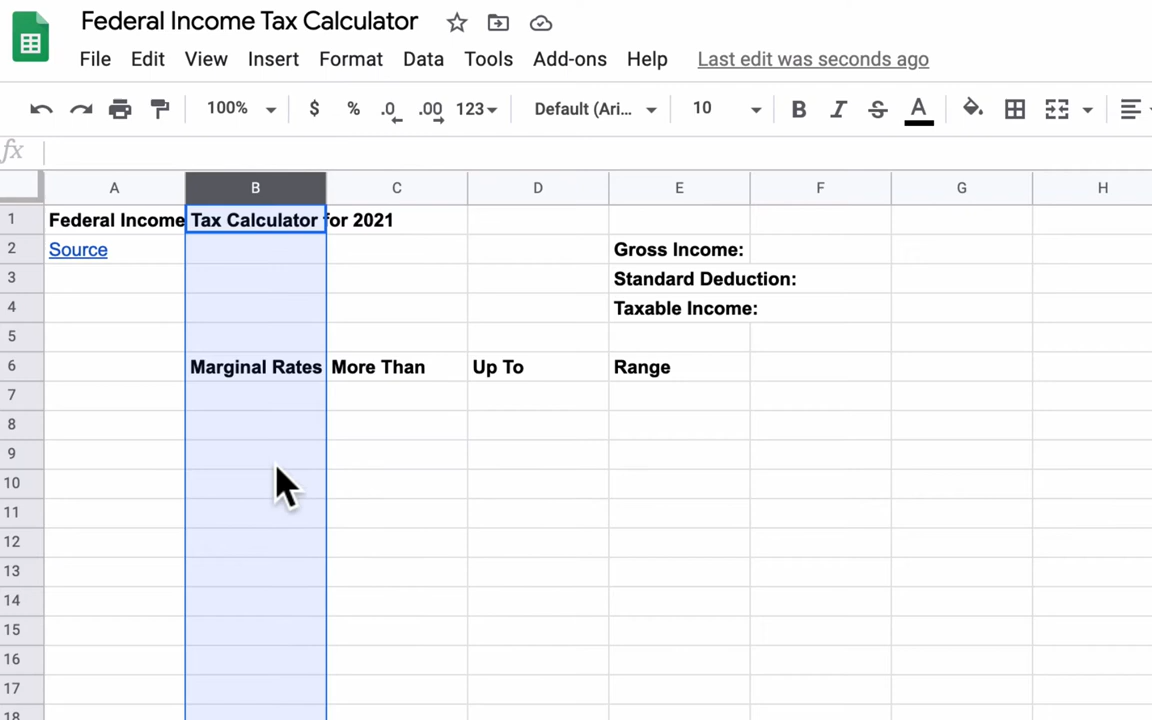 Federal Income Tax Calculator
File Edit View Insert Format Data Tools Add-ons Help Last edit was seconds ago
100% $ % .0 .00 123 Default (Ari... 10 B I S A
fx
A B C D E F G H
1 Federal Income Tax Calculator for 2021
2 Source Gross Income:
3 Standard Deduction:
4 Taxable Income:
5
6 Marginal Rates More Than Up To Range
7
8
9
10
11
12
13
14
15
16
17
18